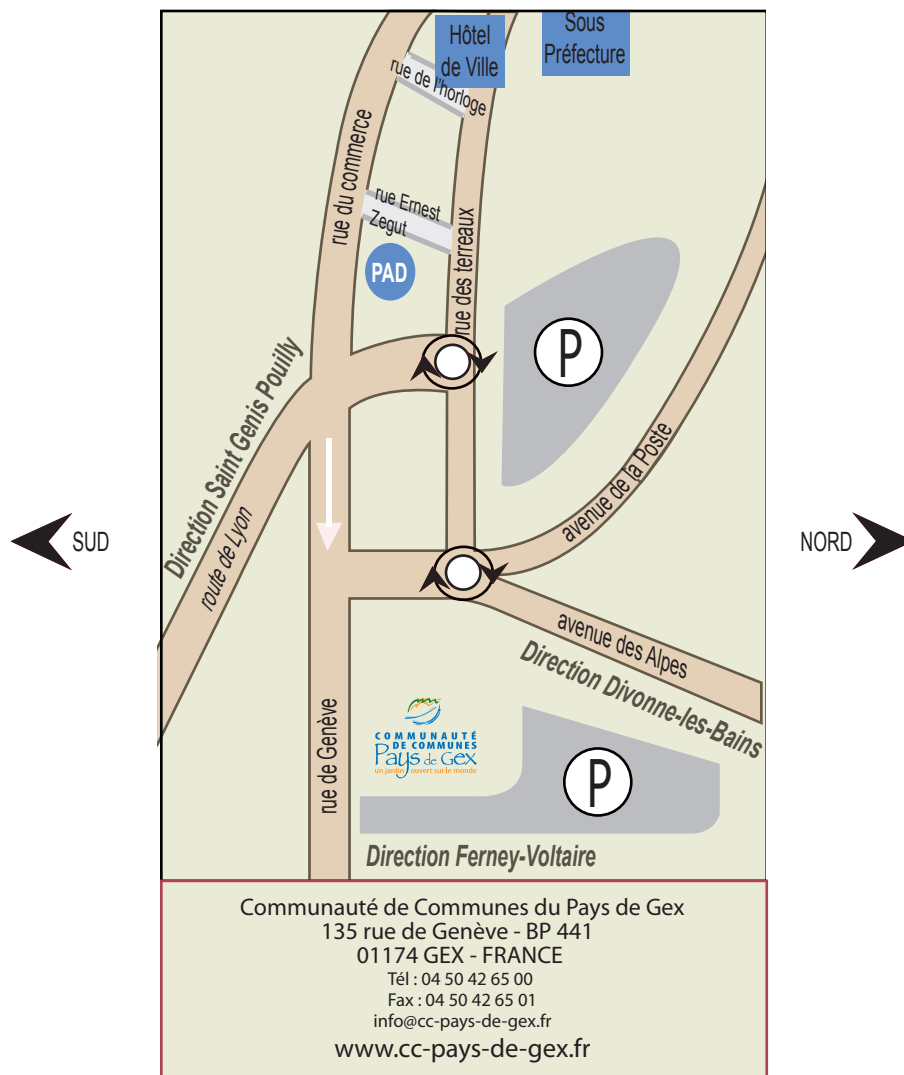 Hôtel
de Ville
Sous
Préfecture
rue de l'horloge
rue du commerce
rue Ernest
Zegut
PAD
rue des terreaux
P
Direction Saint Genis Pouilly
route de Lyon
avenue de la Poste
SUD
NORD
avenue des Alpes
Direction Divonne-les-Bains
rue de Genève
COMMUNAUTÉ
DE COMMUNES
Pays de Gex
un jardin ouvert sur le monde
P
Direction Ferney-Voltaire
Communauté de Communes du Pays de Gex
135 rue de Genève - BP 441
01174 GEX - FRANCE
Tél : 04 50 42 65 00
Fax : 04 50 42 65 01
info@cc-pays-de-gex.fr
www.cc-pays-de-gex.fr